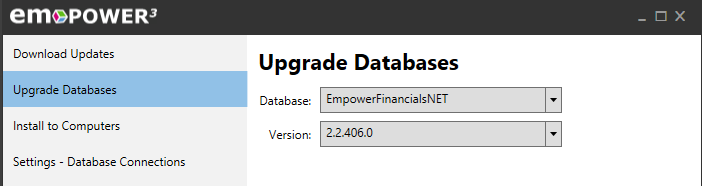 emPOWER³
Download Updates
Upgrade Databases
Install to Computers
Settings - Database Connections
Upgrade Databases
Database: EmpowerFinancialsNET
Version: 2.2.406.0